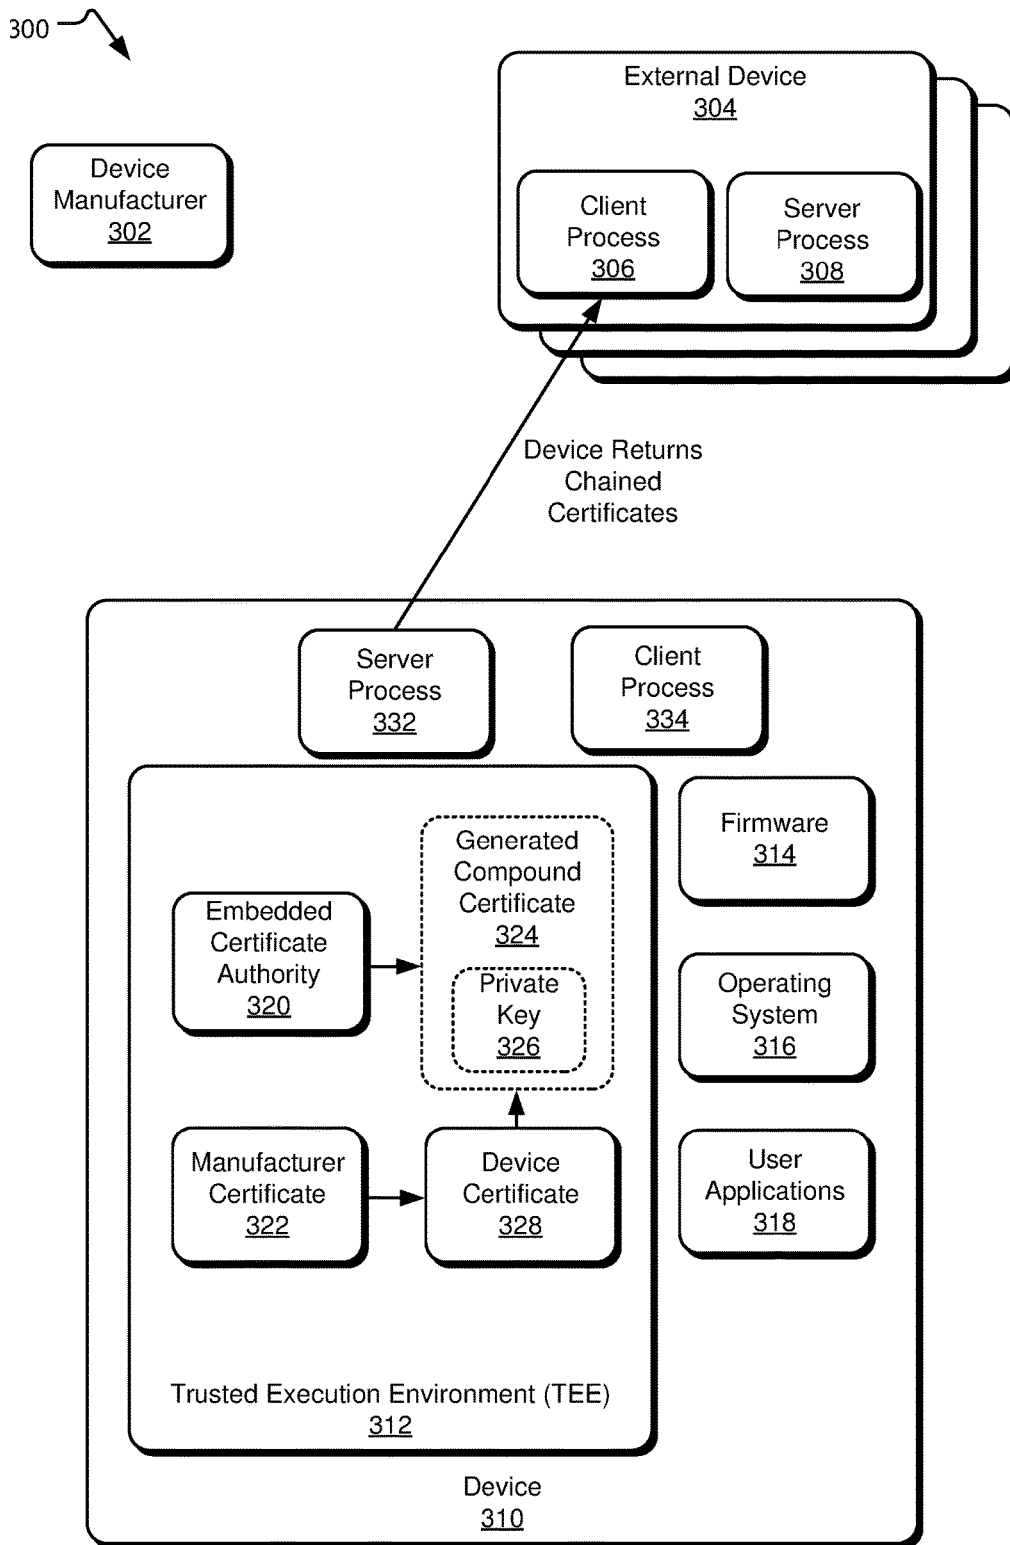 300
External Device
304
Device
Manufacturer
302
Client
Process
306
Server
Process
308
Device Returns
Chained
Certificates
Server
Process
332
Client
Process
334
Generated
Compound
Certificate
324
Private
Key
326
Embedded
Certificate
Authority
320
Firmware
314
Operating
System
316
Manufacturer
Certificate
322
Device
Certificate
328
User
Applications
318
Trusted Execution Environment (TEE)
312
Device
310